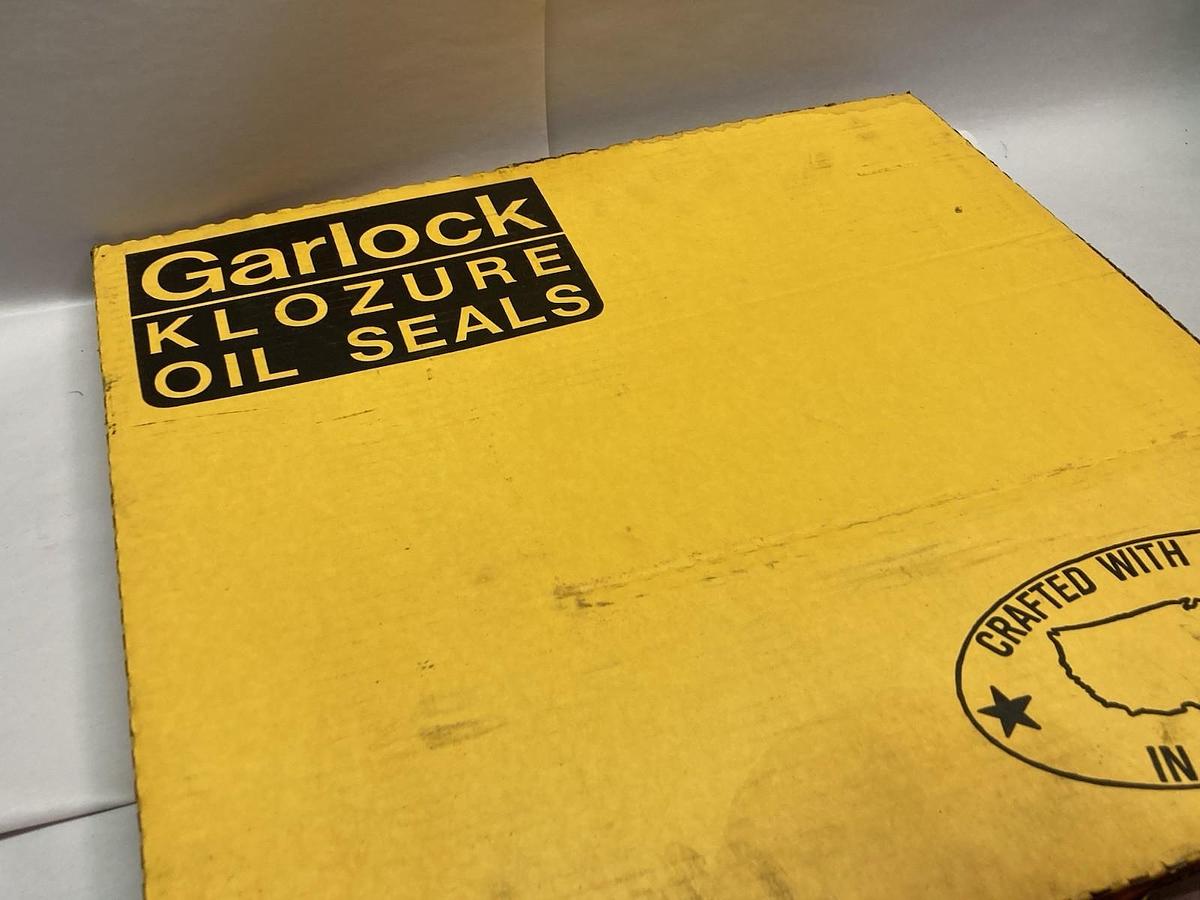 Garlock
KLOZURE
OIL SEALS
CRAFTED WITH
IN